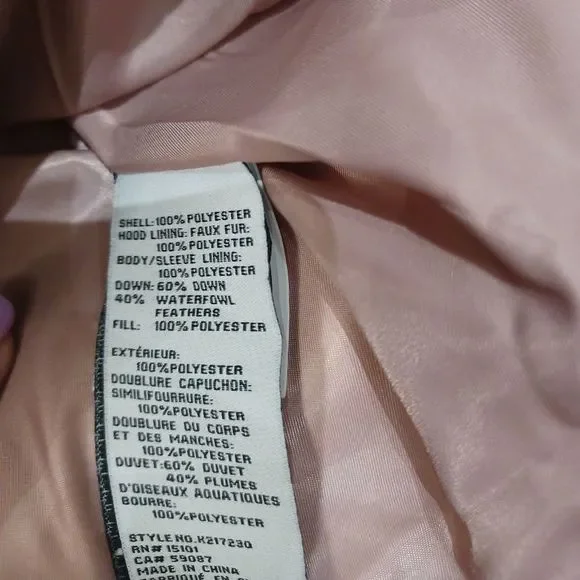 SHELL: 100% POLYESTER
HOOD LINING: FAUX FUR:
100% POLYESTER
BODY/SLEEVE LINING:
100% POLYESTER
DOWN: 60% DOWN
40% WATERFOWL
FEATHERS
FILL: 100% POLYESTER
EXTÉRIEUR:
100% POLYESTER
DOUBLURE CAPUCHON:
SIMILIFOURRURE:
100%POLYESTER
DOUBLURE DU CORPS
ET DES MANCHES:
100%POLYESTER
DUVET:60% DUVET
40% PLUMES
D'OISEAUX AQUATIQUES
BOURRE:
100% POLYESTER
STYLE NO.K21723Q
RN# 15101
CA# 59087
MADE IN CHINA
FABRIQUÉ EN